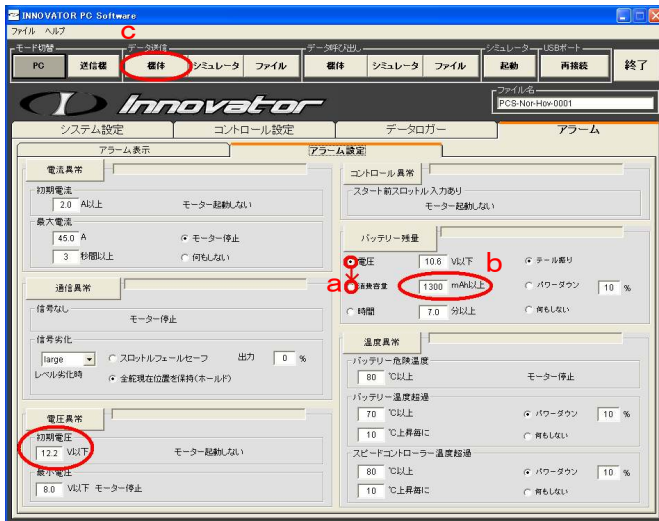 INNOVATOR PC Software
ファイル ヘルプ
C
モード切替 データ送信 データ呼び出し シミュレーター USBポート
PC 送信機 機体 シミュレータ ファイル 機体 シミュレータ ファイル 起動 再接続 終了
Innovator
ファイル名
PCS-Nor-Hov-0001
システム設定 コントロール設定 データロガー アラーム
アラーム表示 アラーム設定
電流異常
初期電流
2.0 A以上 モーター起動しない
最大電流
45.0 A モーター停止
3 秒間以上 何もしない
通信異常
信号なし
モーター停止
信号劣化
large スロットルフェールセーフ 出力 0 %
レベル劣化時 全舵現在位置を保持(ホールド)
電圧異常
初期電圧
12.2 V以下 モーター起動しない
最小電圧
8.0 V以下 モーター停止
コントロール異常
スタート前スロットル入力あり
モーター起動しない
バッテリー残量
電圧 10.6 V以下 b テール振り
a 消費容量 1300 mAh以上 パワーダウン 10 %
時間 7.0 分以上 何もしない
温度異常
バッテリー危険温度
80 ℃以上 モーター停止
バッテリー温度超過
70 ℃以上 パワーダウン 10 %
10 ℃上昇毎に 何もしない
スピードコントローラー温度超過
80 ℃以上 パワーダウン 10 %
10 ℃上昇毎に 何もしない